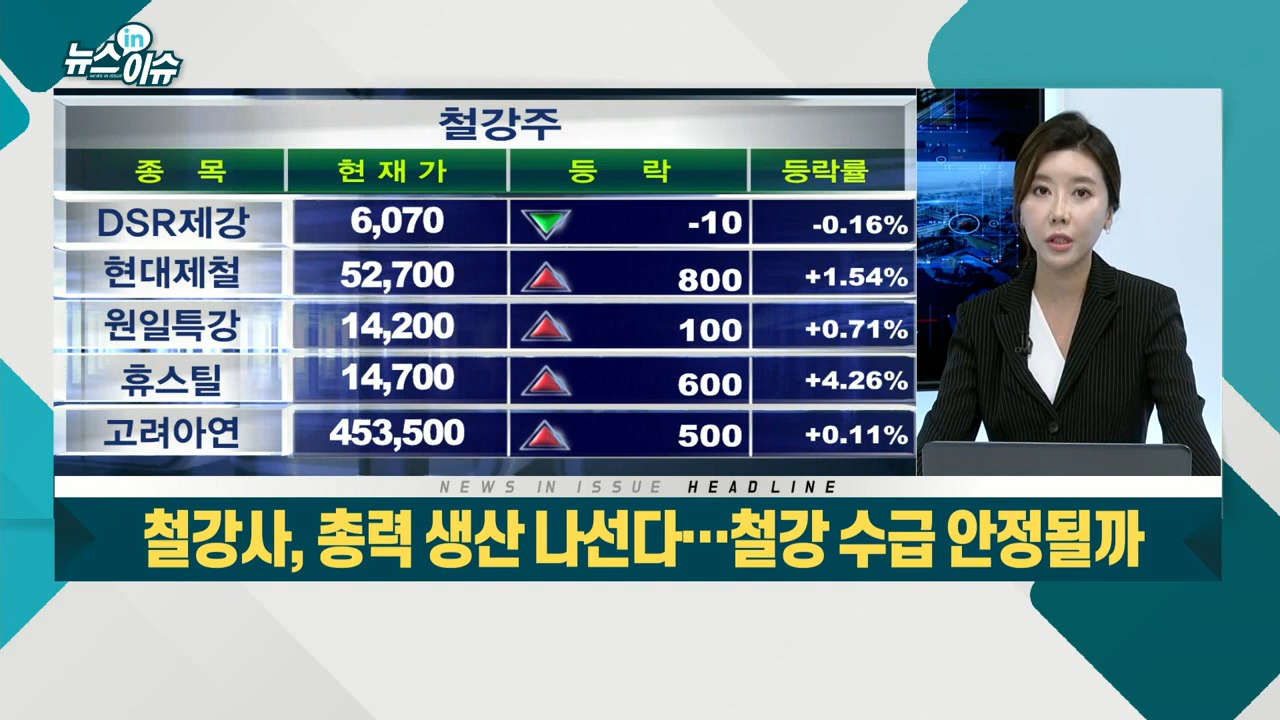 뉴스in이슈
NEWS IN ISSUE
철강주
종 목 현재가 등 락 등락률
DSR제강 6,070 -10 -0.16%
현대제철 52,700 800 +1.54%
원일특강 14,200 100 +0.71%
휴스틸 14,700 600 +4.26%
고려아연 453,500 500 +0.11%
NEWS IN ISSUE HEADLINE
철강사, 총력 생산 나선다…철강 수급 안정될까